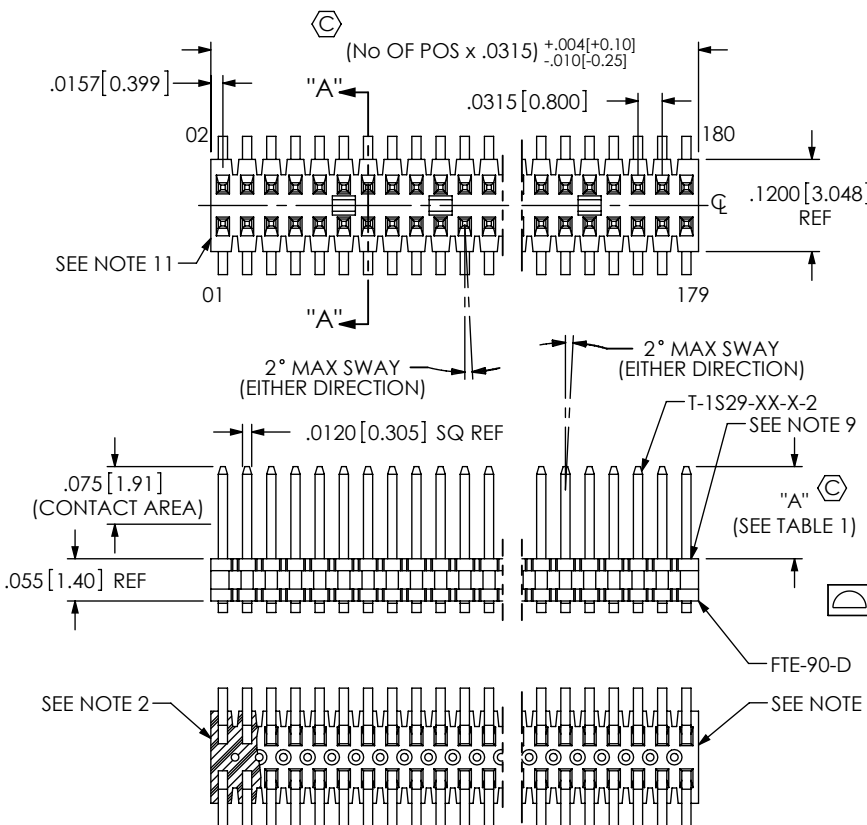 C
(No OF POS x .0315) +.004[+0.10]
-.010[-0.25]
.0157[0.399]
"A"
.0315[0.800]
02
180
.1200[3.048]
REF
SEE NOTE 11
01
179
"A"
2° MAX SWAY
(EITHER DIRECTION)
2° MAX SWAY
(EITHER DIRECTION)
T-1S29-XX-X-2
.0120[0.305] SQ REF
SEE NOTE 9
.075[1.91]
(CONTACT AREA)
"A" C
(SEE TABLE 1)
.055[1.40] REF
FTE-90-D
SEE NOTE 2
SEE NOTE